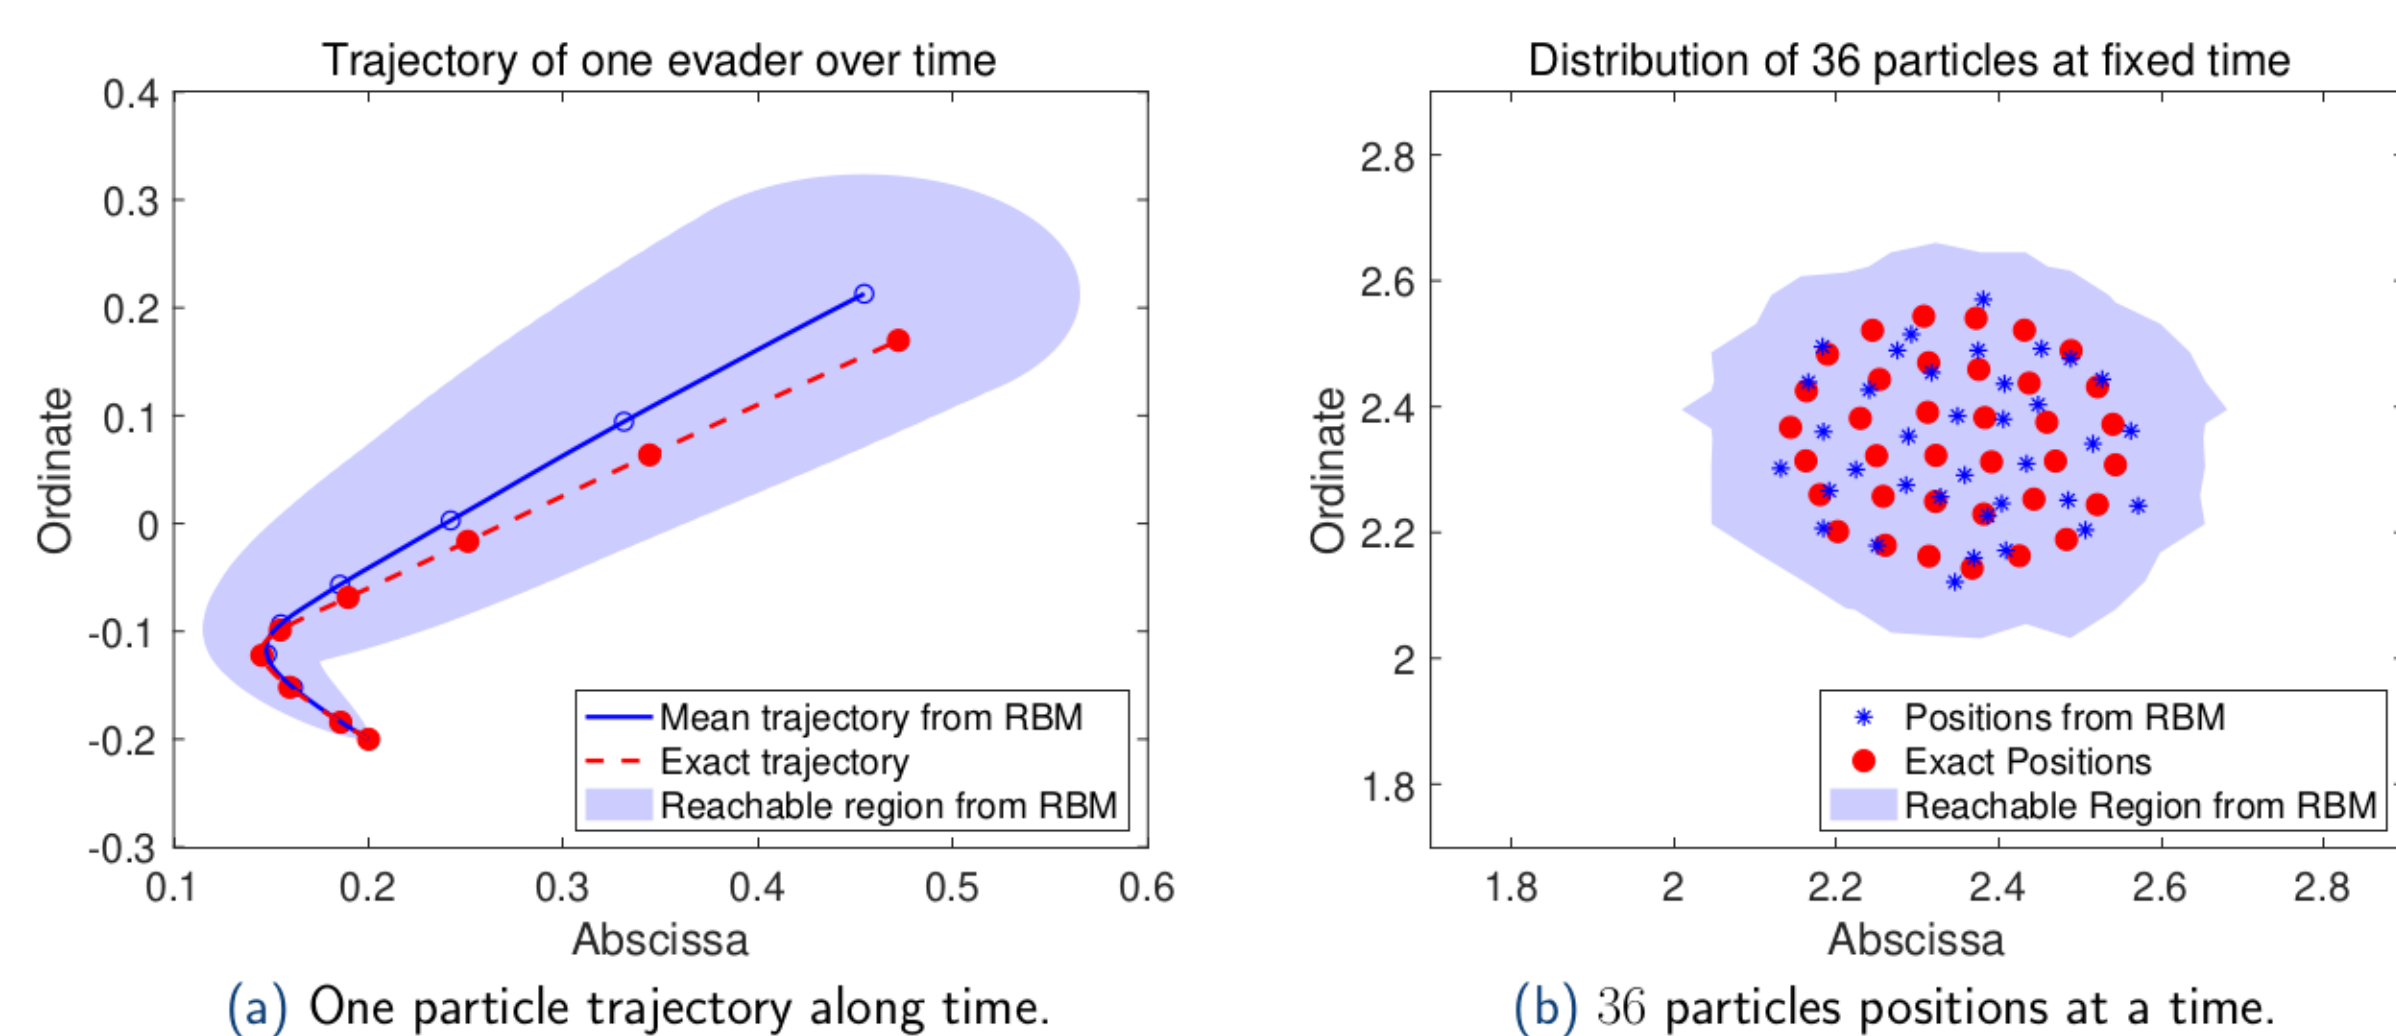 Trajectory of one evader over time
0.4
0.3
0.2
0.1
0
-0.1
-0.2
-0.3
Ordinate
0.1 0.2 0.3 0.4 0.5 0.6
Abscissa
Mean trajectory from RBM
Exact trajectory
Reachable region from RBM
(a) One particle trajectory along time.
Distribution of 36 particles at fixed time
2.8
2.6
2.4
2.2
2
1.8
Ordinate
1.8 2 2.2 2.4 2.6 2.8
Abscissa
Positions from RBM
Exact Positions
Reachable Region from RBM
(b) 36 particles positions at a time.